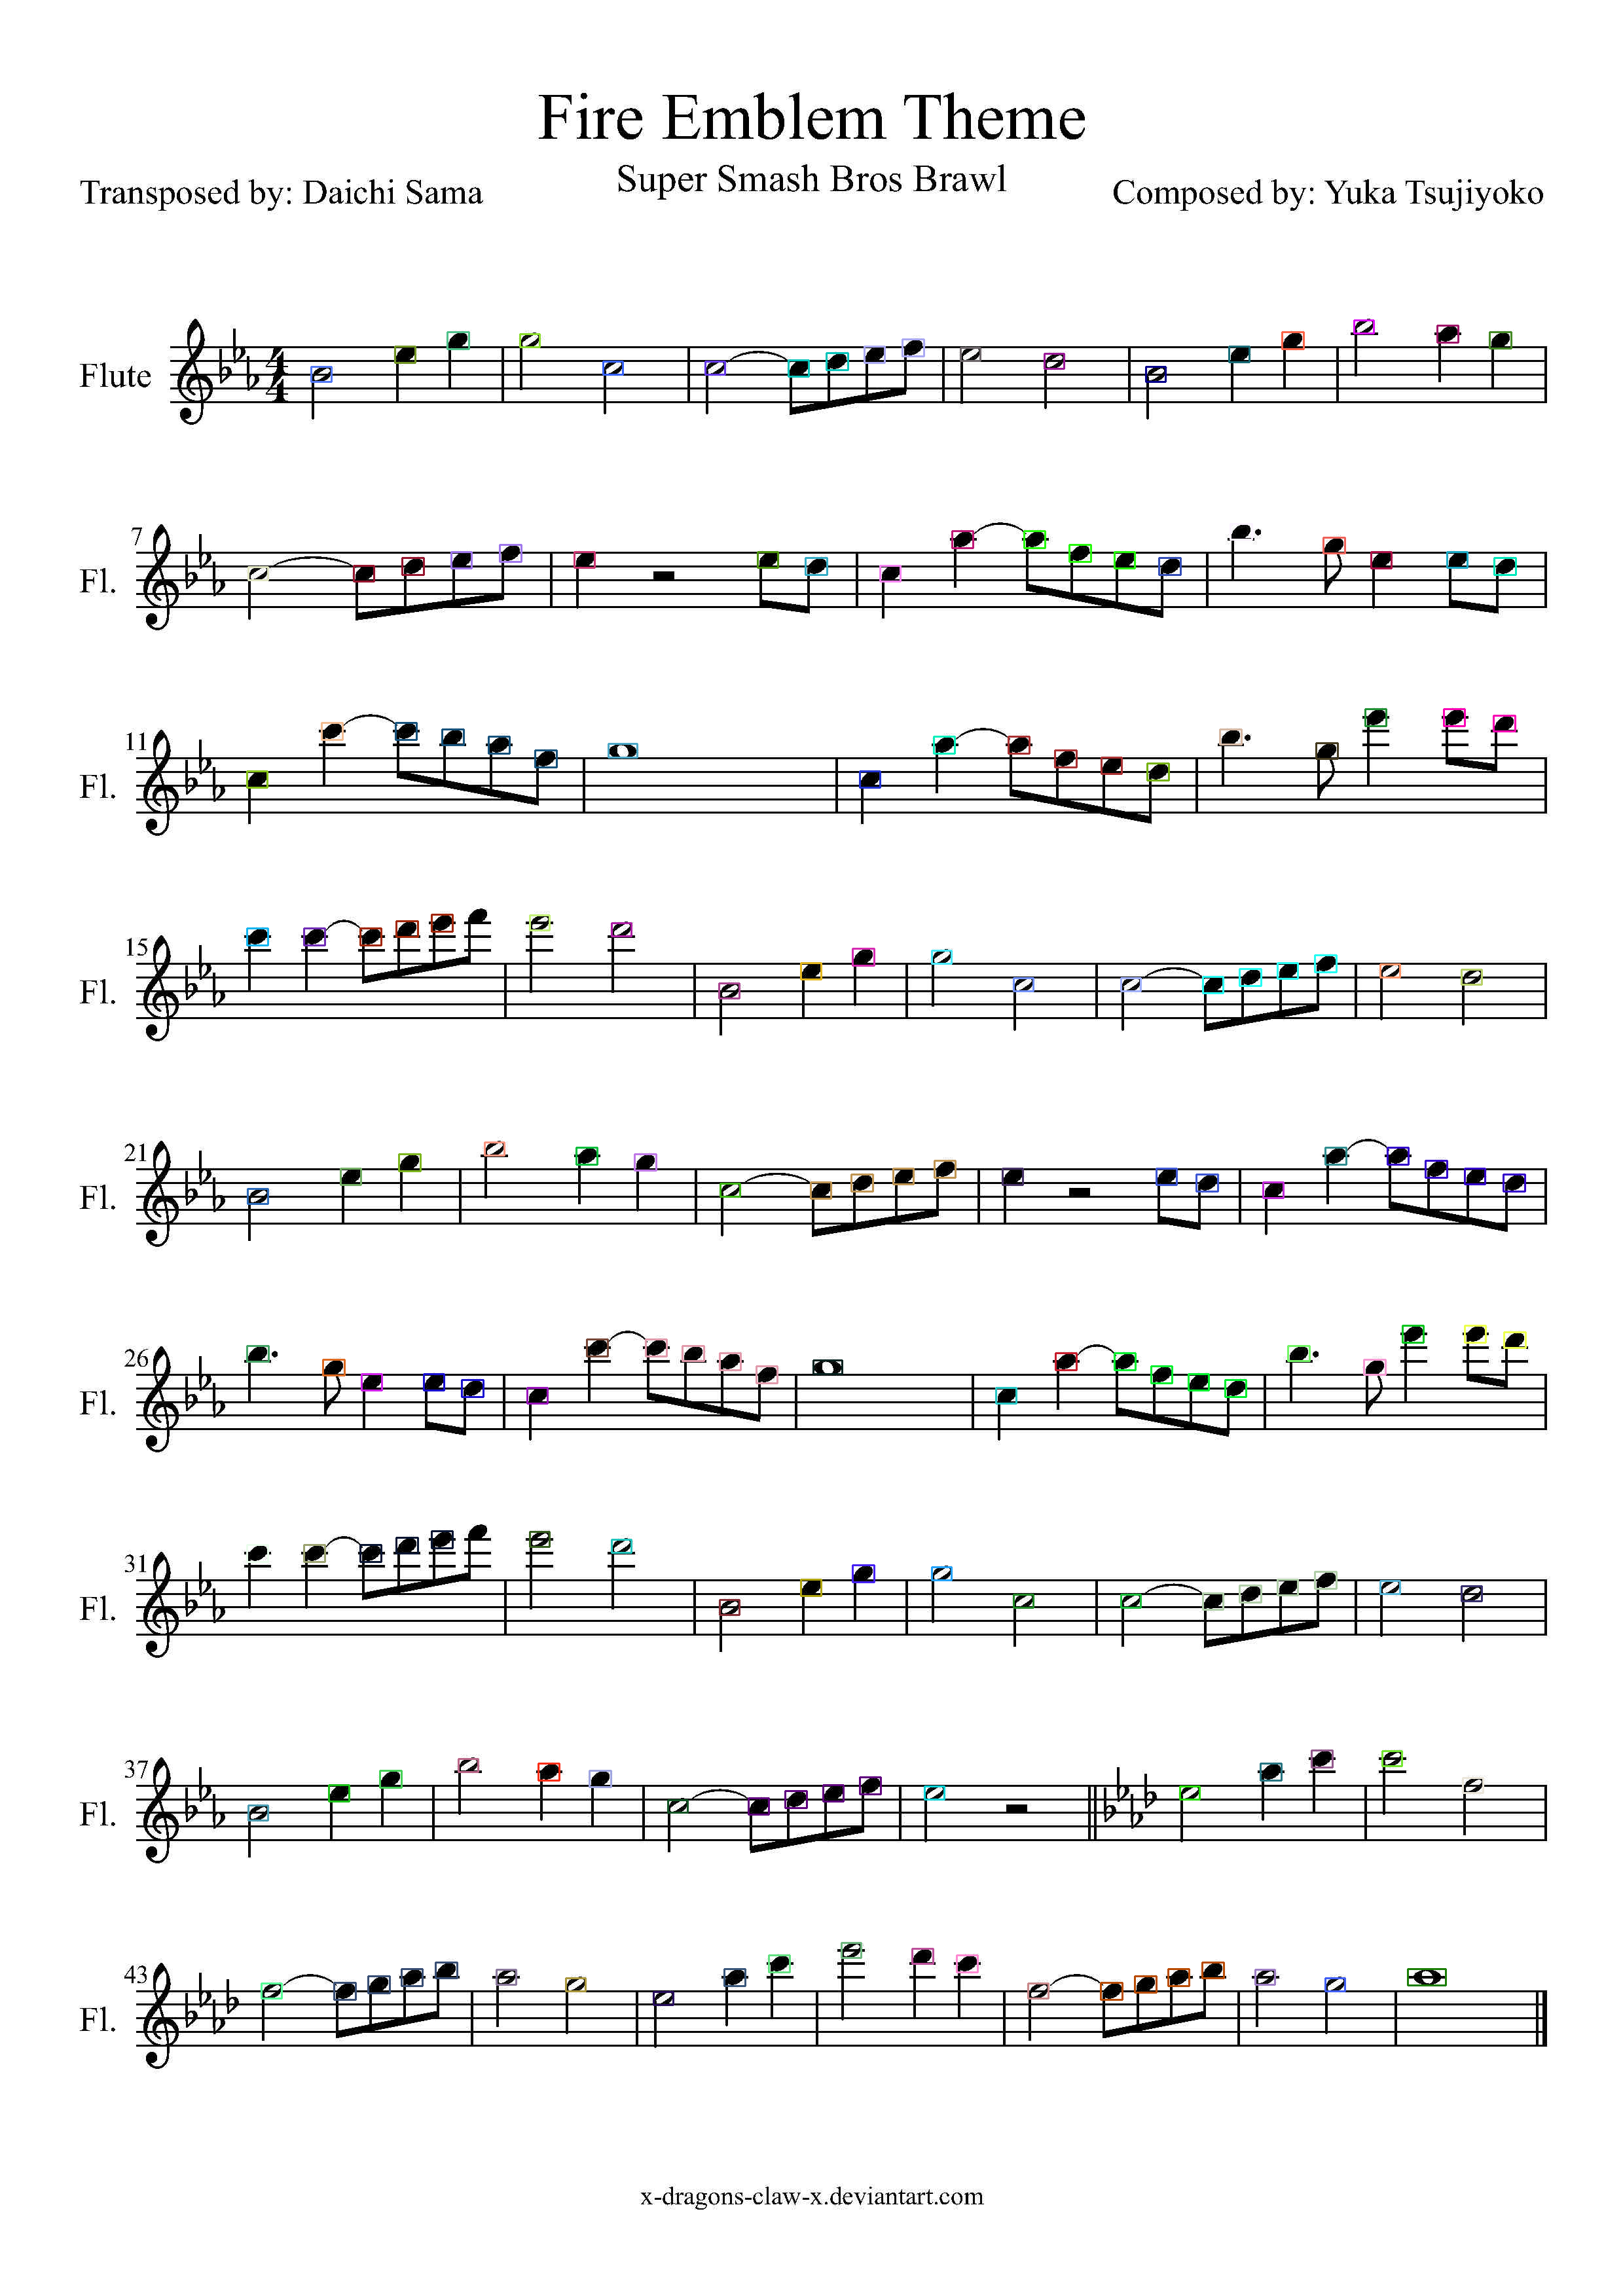 Fire Emblem Theme
Super Smash Bros Brawl
Transposed by: Daichi Sama
Composed by: Yuka Tsujiyoko
Flute
4
4
7
Fl.
11
Fl.
15
Fl.
21
Fl.
26
Fl.
31
Fl.
37
Fl.
43
Fl.
x-dragons-claw-x.deviantart.com